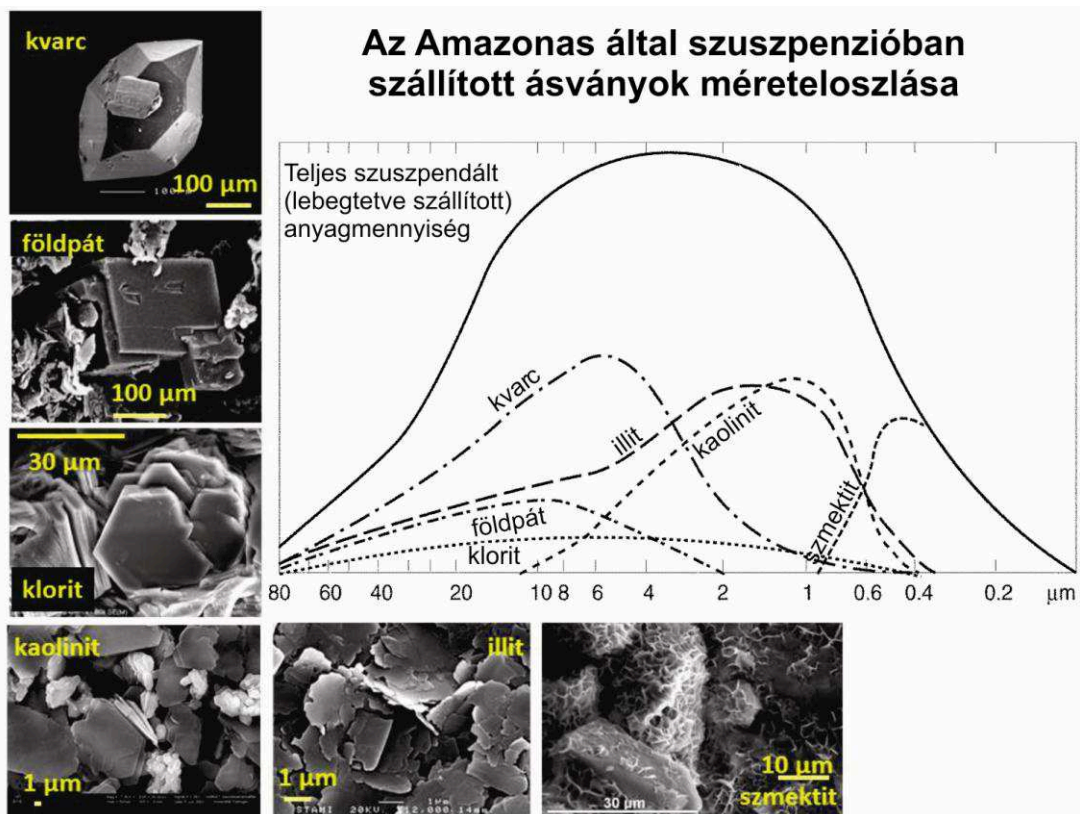 kvarc
100 µm
Az Amazonas által szuszpenzióban
szállított ásványok méreteloszlása
földpát
100 µm
30 µm
klorit
Teljes szuszpendált
(lebegtetve szállított)
anyagmennyiség
kvarc
illit
kaolinit
szmektit
földpát
klorit
80 60 40 20 10 8 6 4 2 1 0.6 0.4 0.2 µm
kaolinit
1 µm
illit
1 µm
STAMI 20KV
10 µm
30 µm
szmektit